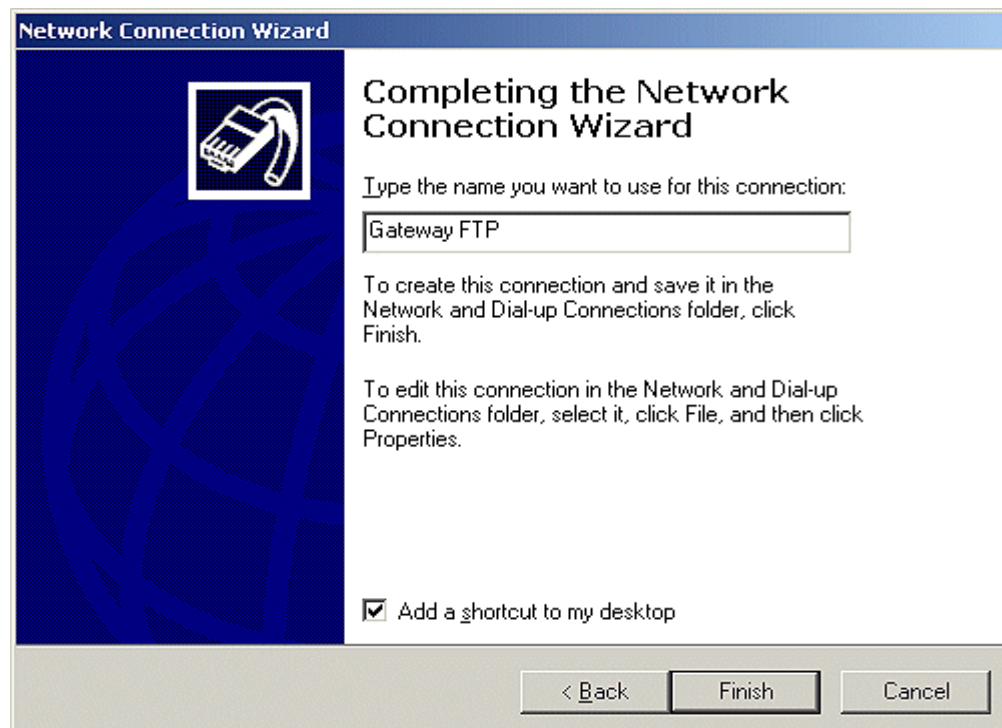 Network Connection Wizard
Completing the Network
Connection Wizard
Type the name you want to use for this connection:
Gateway FTP
To create this connection and save it in the
Network and Dial-up Connections folder, click
Finish.
To edit this connection in the Network and Dial-up
Connections folder, select it, click File, and then click
Properties.
Add a shortcut to my desktop
< Back
Finish
Cancel